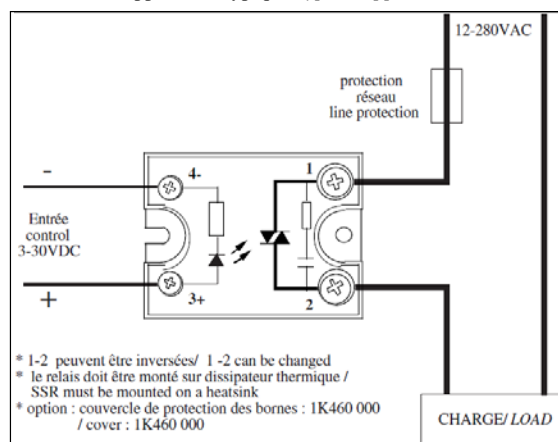 12-280VAC
protection
réseau
line protection
-
4-
1
Entrée
control
3-30VDC
+
3+
2
* 1-2 peuvent être inversées/ 1 -2 can be changed
* le relais doit être monté sur dissipateur thermique /
SSR must be mounted on a heatsink
* option : couvercle de protection des bornes : 1K460 000
/ cover : 1K460 000
CHARGE/ LOAD